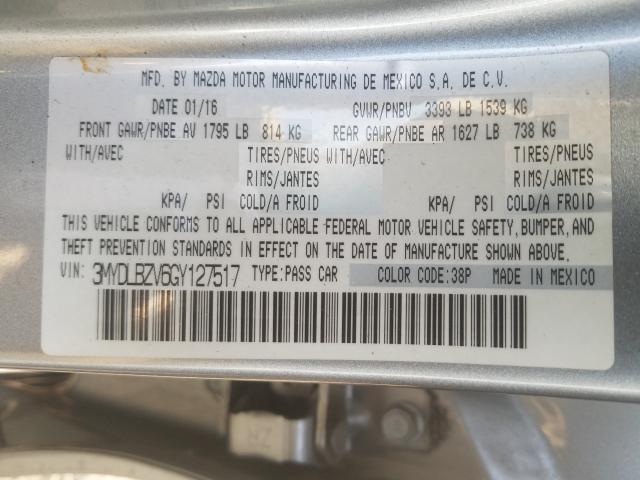 MFD. BY MAZDA MOTOR MANUFACTURING DE MEXICO S.A. DE C.V.
DATE 01/16 GVWR/PNBV 3393 LB 1539 KG
FRONT GAWR/PNBE AV 1795 LB 814 KG REAR GAWR/PNBE AR 1627 LB 738 KG
WITH/AVEC TIRES/PNEUS WITH/AVEC TIRES/PNEUS
RIMS/JANTES RIMS/JANTES
KPA/ PSI COLD/A FROID KPA/ PSI COLD/A FROID
THIS VEHICLE CONFORMS TO ALL APPLICABLE FEDERAL MOTOR VEHICLE SAFETY, BUMPER, AND
THEFT PREVENTION STANDARDS IN EFFECT ON THE DATE OF MANUFACTURE SHOWN ABOVE.
VIN: 3MYDLBZV6GY127517 TYPE:PASS CAR COLOR CODE:38P MADE IN MEXICO